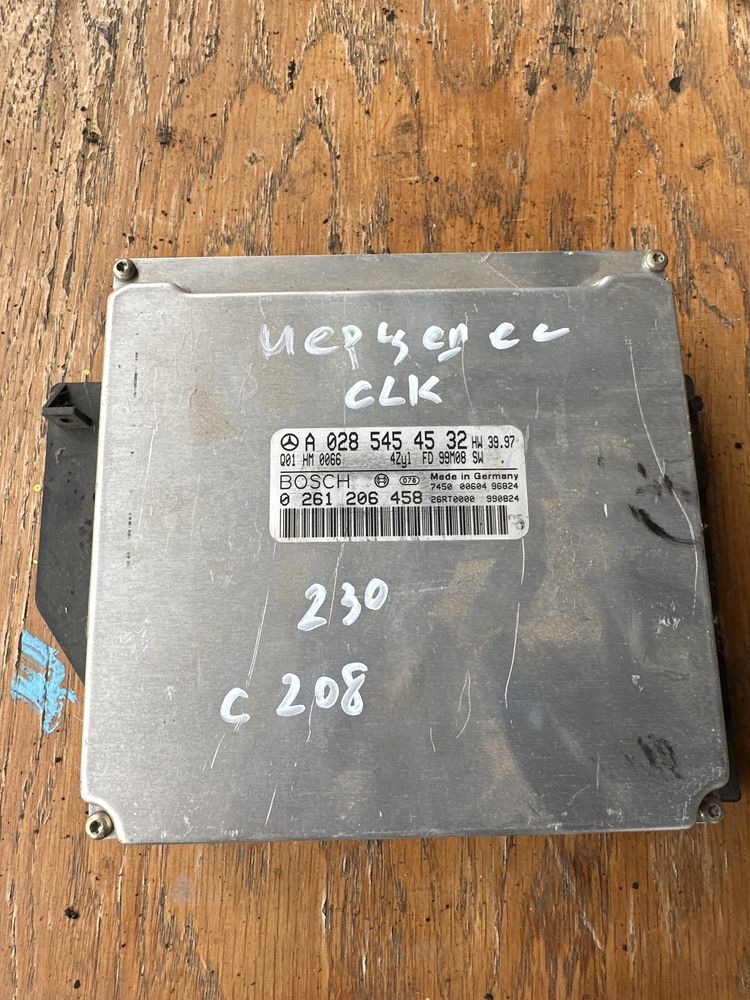 мерцедес
CLK
A 028 545 45 32 HW 39.97
Q01 HM 0066 4Zyl FD 99M08 SW .
BOSCH 078 Made in Germany
7450 00604 96824
0 261 206 458 26RT0000 990824
230
C 208